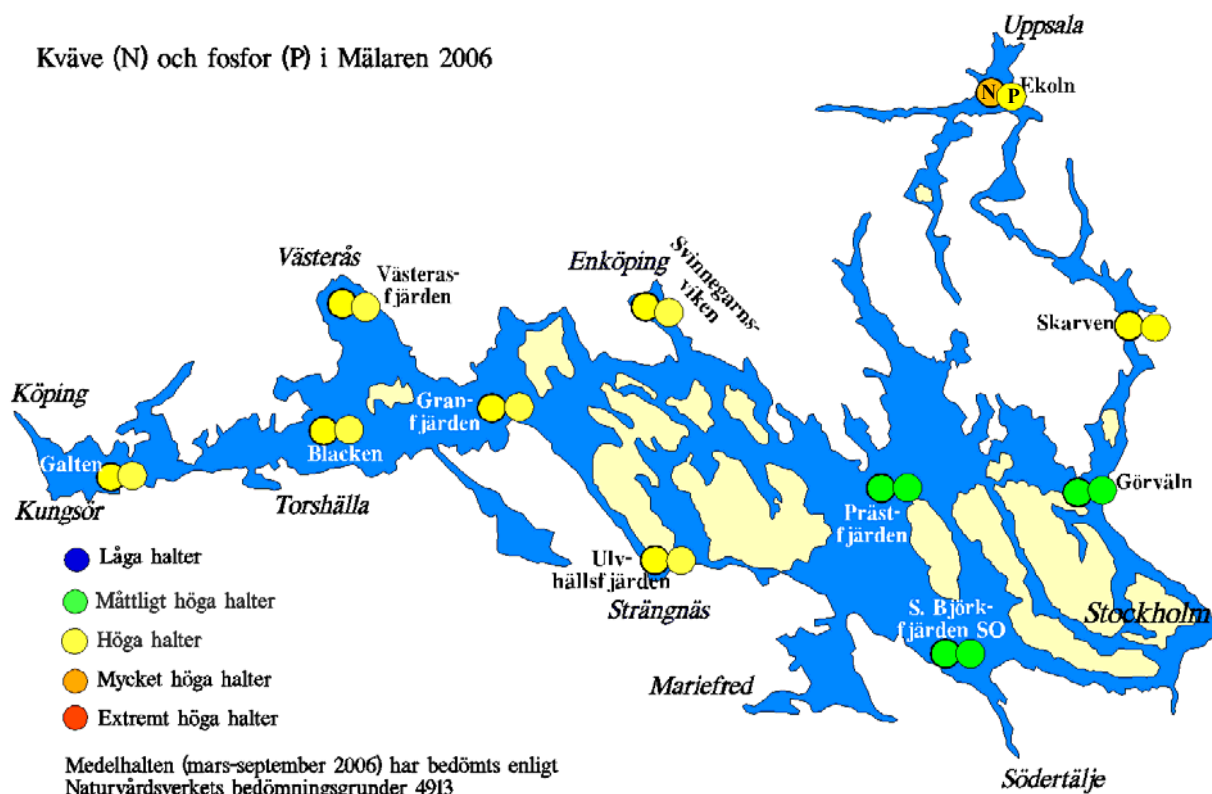 Kväve (N) och fosfor (P) i Mälaren 2006
Uppsala
N P Ekoln
Västerås
Västeras-
fjärden
Enköping
Svinnegarns-
viken
Skarven
Köping
Galten
Kungsör
Blacken
Torshälla
Gran-
fjärden
Präst-
fjärden
Görväln
Ulv-
hällsfjärden
Strängnäs
S. Björk-
fjärden SO
Stockholm
Mariefred
Södertälje
Låga halter
Måttligt höga halter
Höga halter
Mycket höga halter
Extremt höga halter
Medelhalten (mars-september 2006) har bedömts enligt
Naturvårdsverkets bedömningsgrunder 4913